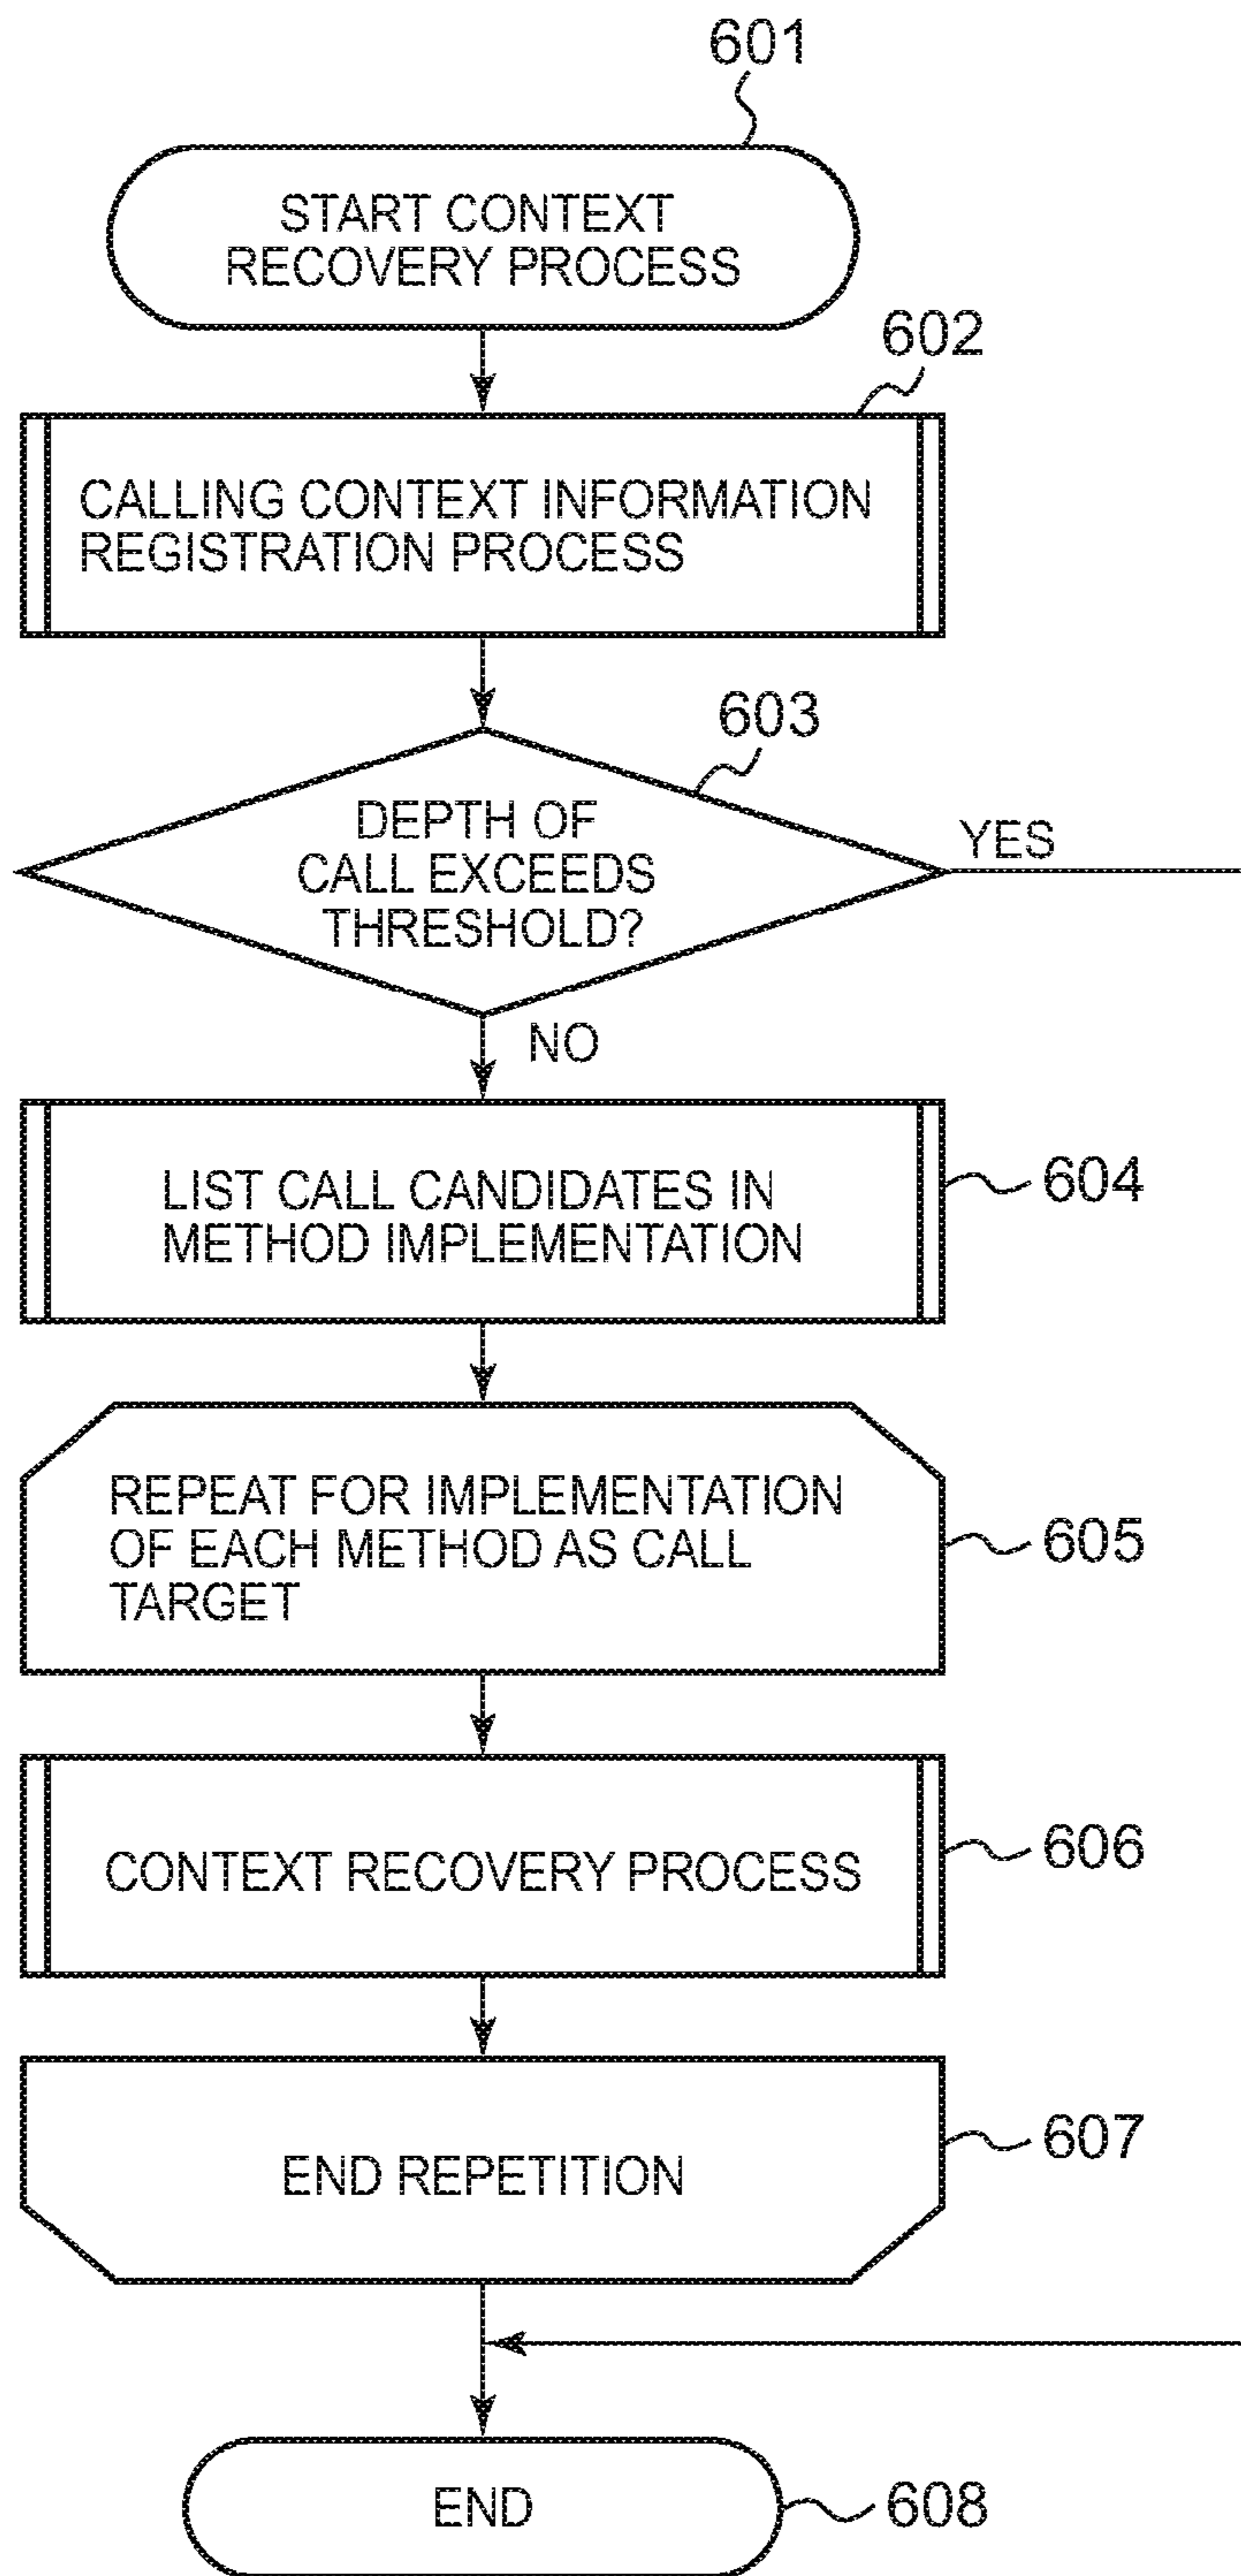 601
START CONTEXT
RECOVERY PROCESS
602
CALLING CONTEXT INFORMATION
REGISTRATION PROCESS
603
DEPTH OF
CALL EXCEEDS
THRESHOLD?
YES
NO
LIST CALL CANDIDATES IN
METHOD IMPLEMENTATION
604
REPEAT FOR IMPLEMENTATION
OF EACH METHOD AS CALL
TARGET
605
CONTEXT RECOVERY PROCESS
606
END REPETITION
607
END
608